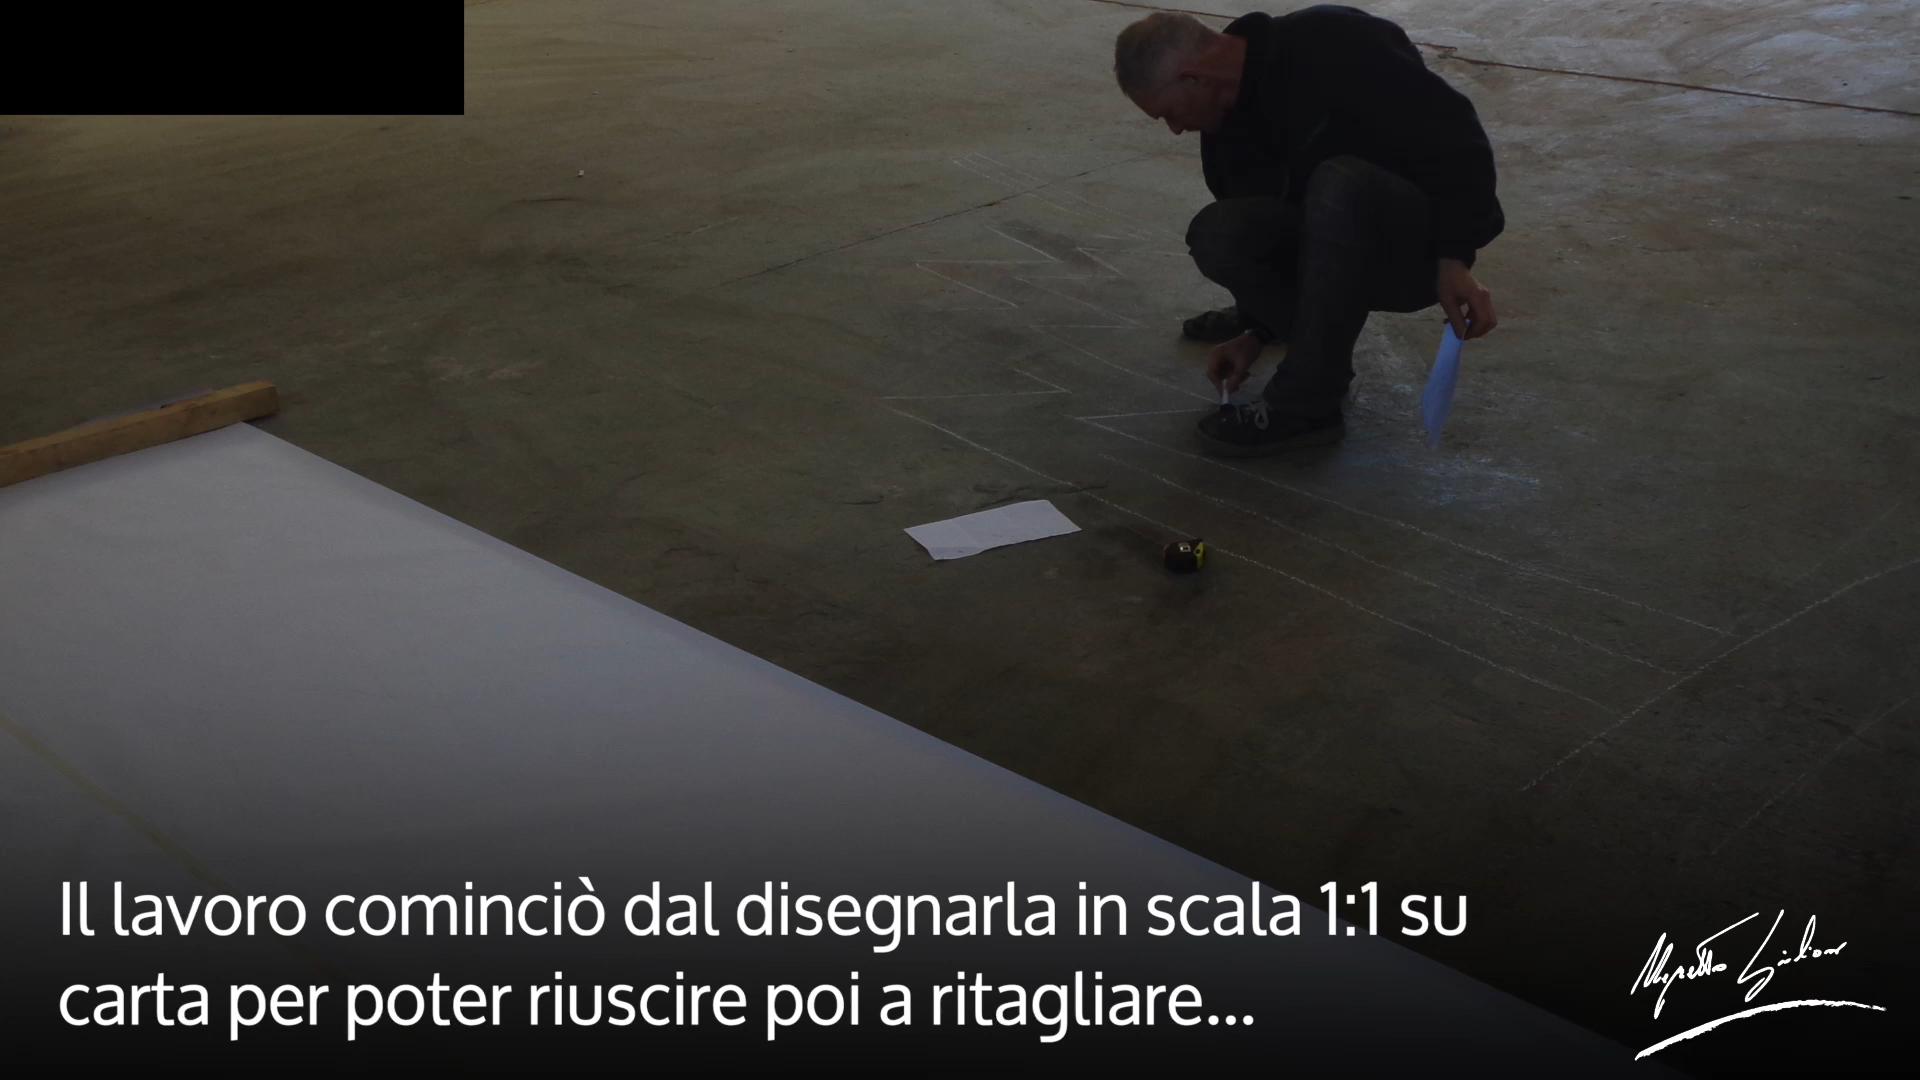 Il lavoro cominciò dal disegnarla in scala 1:1 su
carta per poter riuscire poi a ritagliare...